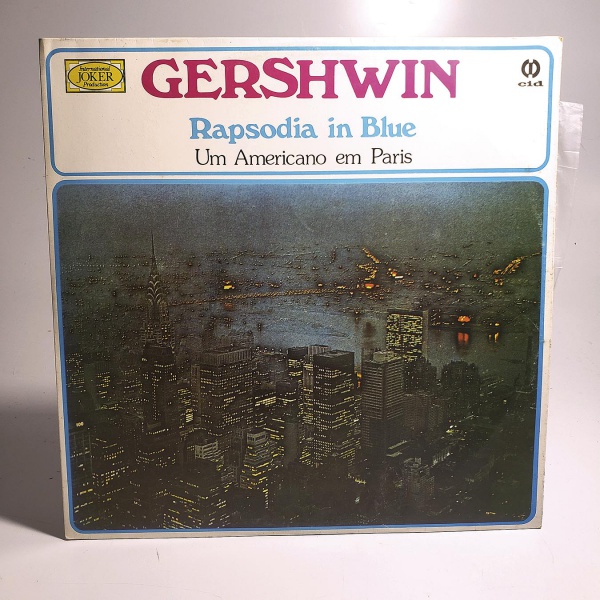 International
JOKER
Production
GERSHWIN
cid
Rapsodia in Blue
Um Americano em Paris